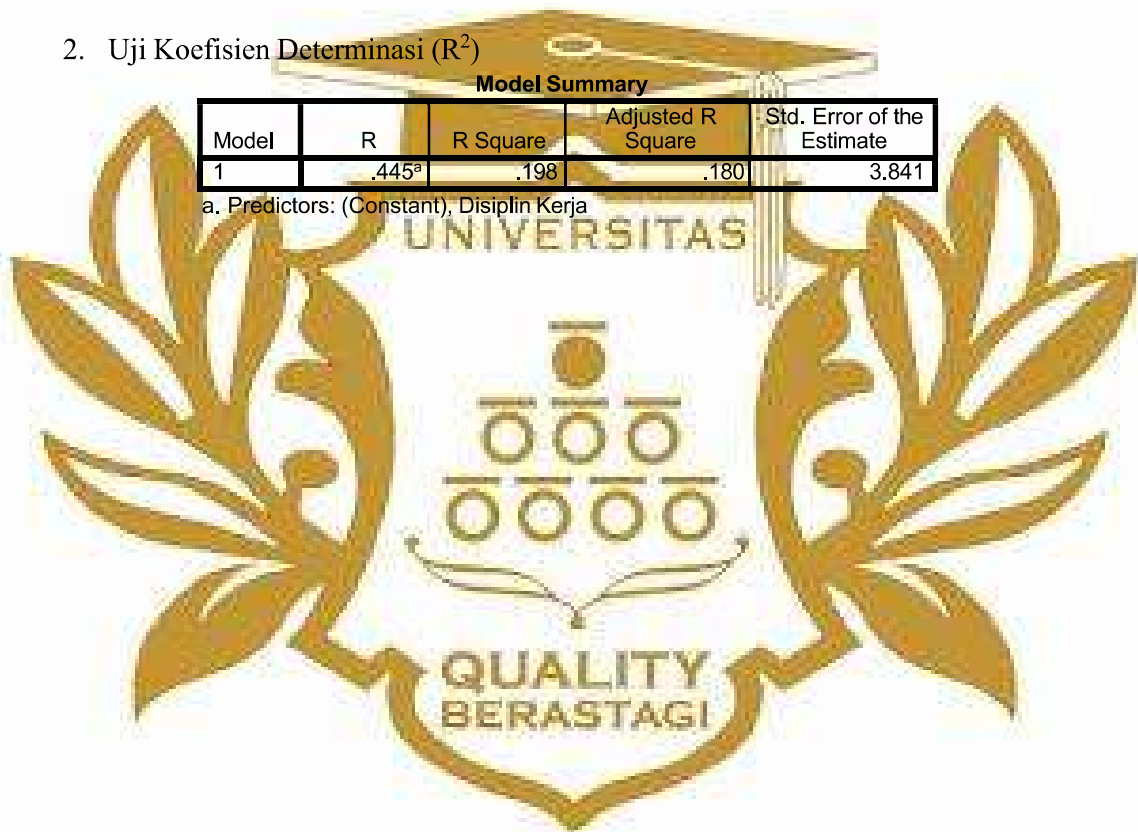 2. Uji Koefisien Determinasi (R²)
Model Summary
Model R R Square Adjusted R Square Std. Error of the Estimate
1 .445ᵃ .198 .180 3.841
a. Predictors: (Constant), Disiplin Kerja
UNIVERSITAS
QUALITY
BERASTAGI